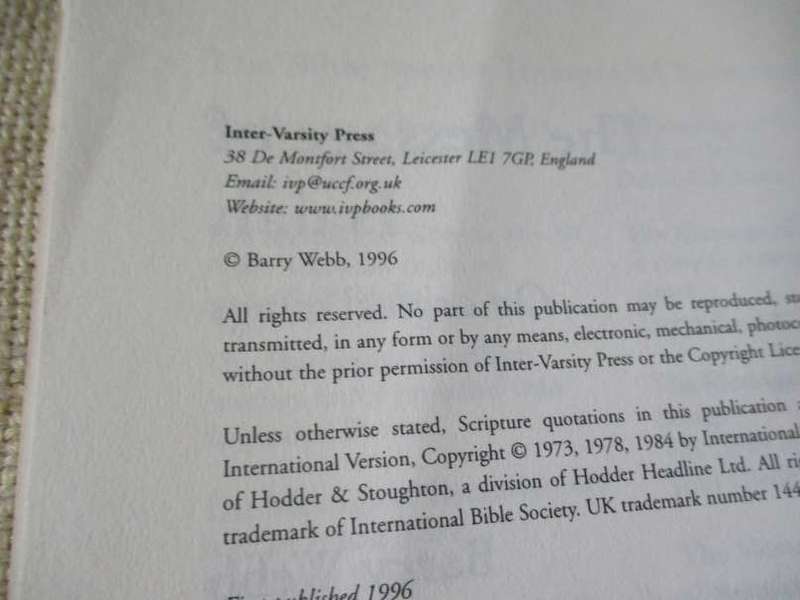 Inter-Varsity Press
38 De Montfort Street, Leicester LE1 7GP, England
Email: ivp@uccf.org.uk
Website: www.ivpbooks.com
© Barry Webb, 1996
All rights reserved. No part of this publication may be reproduced,
transmitted, in any form or by any means, electronic, mechanical,
without the prior permission of Inter-Varsity Press or the Copyright
Unless otherwise stated, Scripture quotations in this publication
International Version, Copyright © 1973, 1978, 1984 by International
of Hodder & Stoughton, a division of Hodder Headline Ltd. All
trademark of International Bible Society. UK trademark number 144
First published 1996